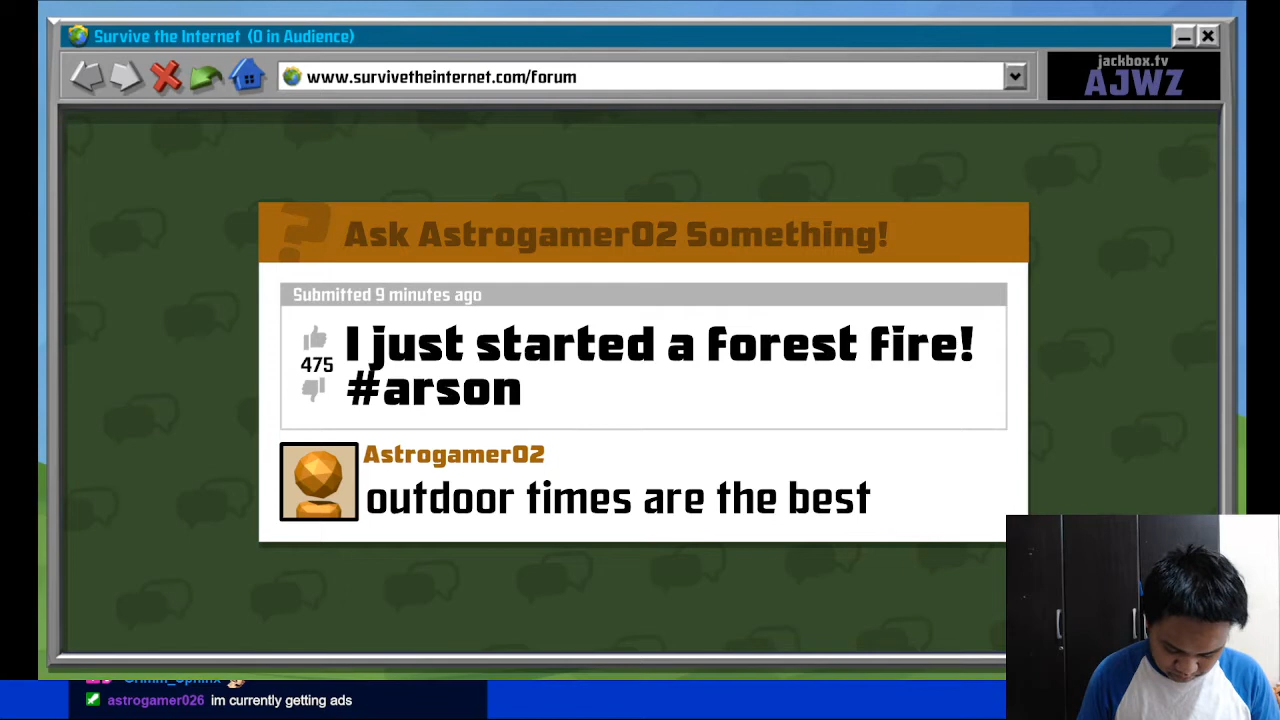 Survive the Internet (0 in Audience)
www.survivetheinternet.com/forum
jackbox.tv
AJWZ
Ask Astrogamer02 Something!
Submitted 9 minutes ago
I just started a forest fire!
475
#arson
Astrogamer02
outdoor times are the best
astrogamer026 im currently getting ads